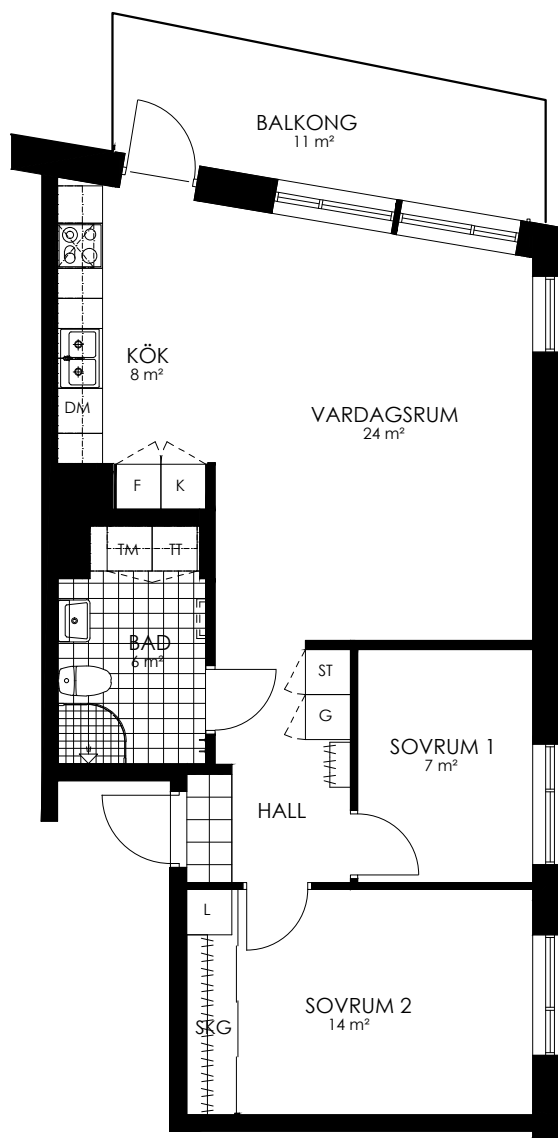 BALKONG
11 m²
KÖK
8 m²
DM
VARDAGSRUM
24 m²
F
K
TM
TT
BAD
6 m²
ST
G
SOVRUM 1
7 m²
HALL
L
SOVRUM 2
14 m²
SKG